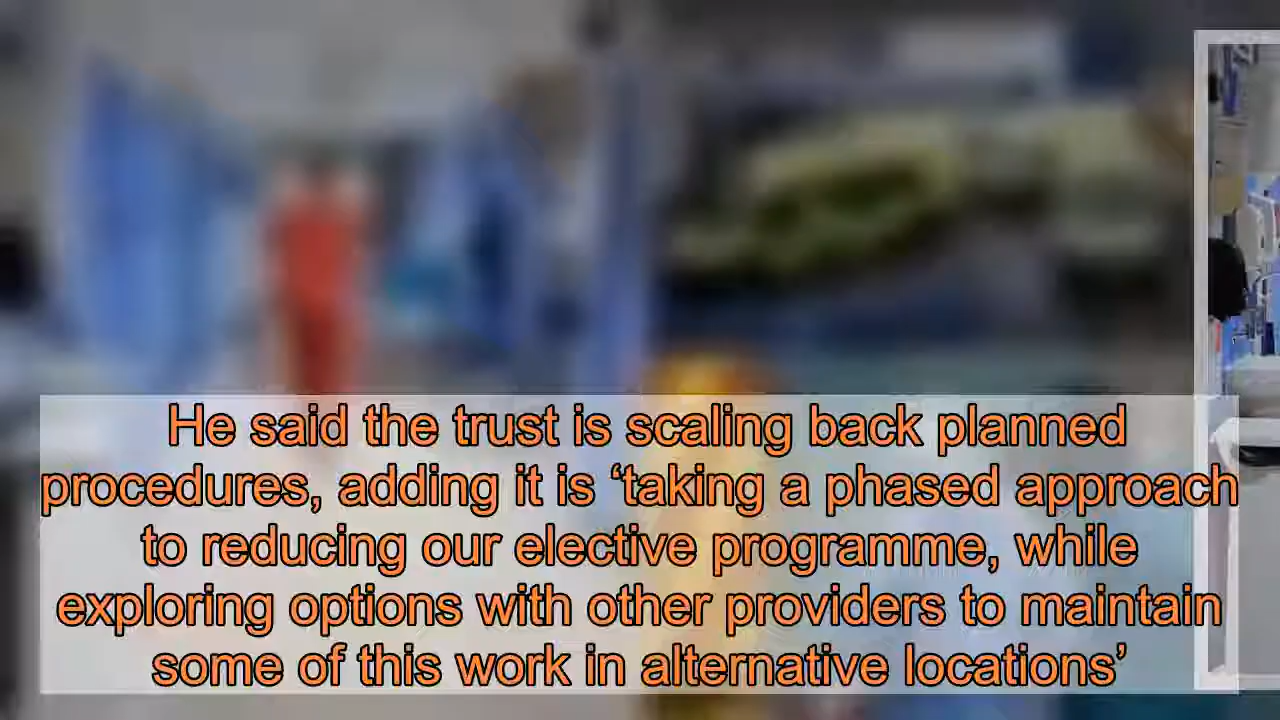 He said the trust is scaling back planned
procedures, adding it is ‘taking a phased approach
to reducing our elective programme, while
exploring options with other providers to maintain
some of this work in alternative locations’